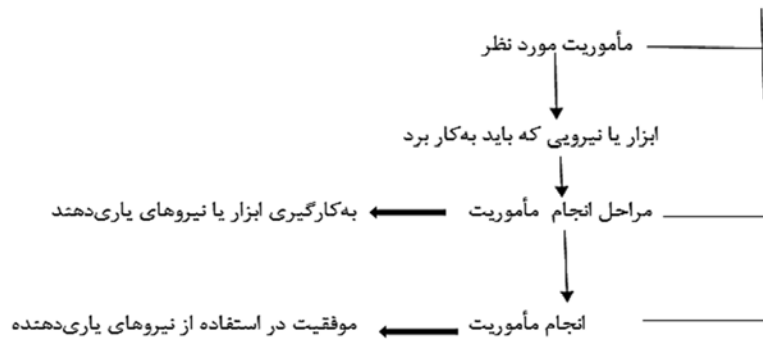 مأموریت مورد نظر
ابزار یا نیرویی که باید به‌کار برد
مراحل انجام مأموریت
به‌کارگیری ابزار یا نیروهای یاری‌دهند
انجام مأموریت
موفقیت در استفاده از نیروهای یاری‌دهنده